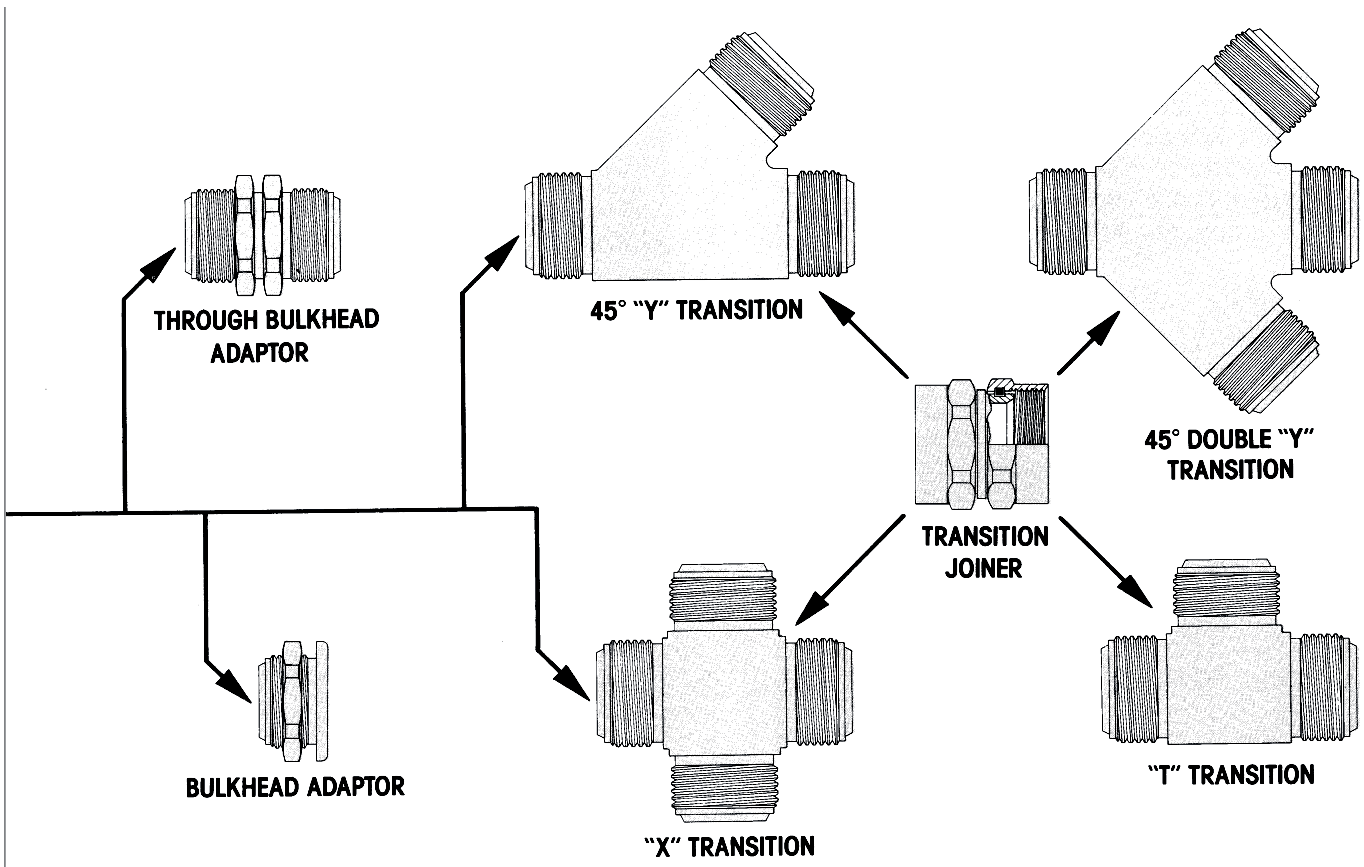 THROUGH BULKHEAD
ADAPTOR
45° "Y" TRANSITION
45° DOUBLE "Y"
TRANSITION
TRANSITION
JOINER
BULKHEAD ADAPTOR
"X" TRANSITION
"T" TRANSITION